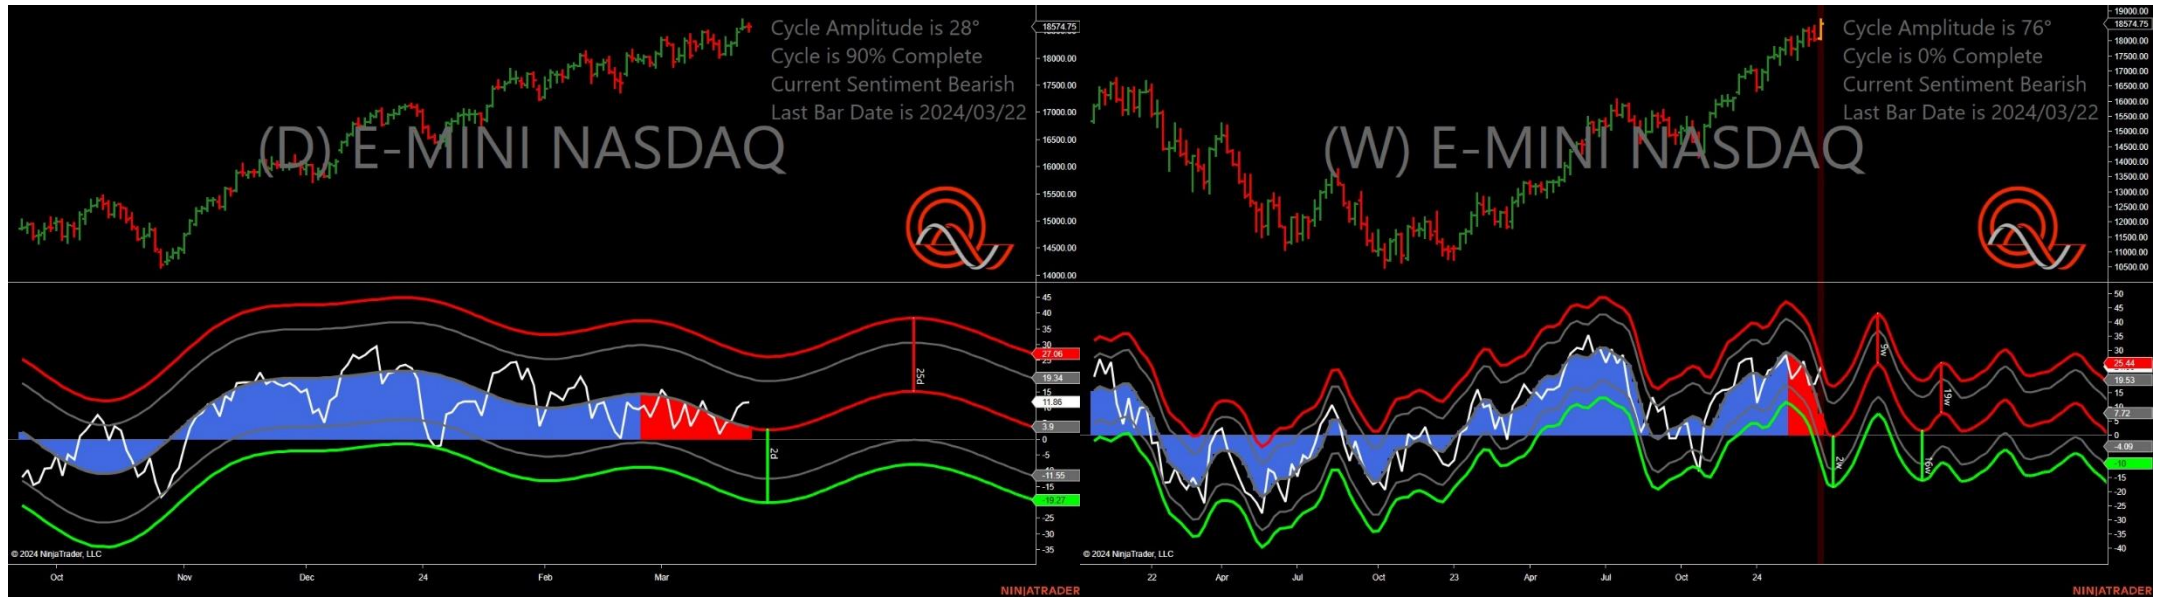 Cycle Amplitude is 28°
Cycle is 90% Complete
Current Sentiment Bearish
Last Bar Date is 2024/03/22
(D) E-MINI NASDAQ
18574.75
18000.00
17500.00
17000.00
16500.00
16000.00
15500.00
15000.00
14500.00
14000.00
45
40
35
30
27.06
19.34
11.86
3.9
0
-5
-11.55
-15
-19.27
-25
-30
-35
25d
2d
© 2024 NinjaTrader, LLC
Oct Nov Dec 24 Feb Mar
NINJATRADER
Cycle Amplitude is 76°
Cycle is 0% Complete
Current Sentiment Bearish
Last Bar Date is 2024/03/22
(W) E-MINI NASDAQ
19000.00
18574.75
18000.00
17500.00
17000.00
16500.00
16000.00
15500.00
15000.00
14500.00
14000.00
13500.00
13000.00
12500.00
12000.00
11500.00
11000.00
10500.00
50
45
40
35
30
25.44
19.53
15
7.72
5
0
-4.09
-10
-15
-20
-25
-30
-35
-40
9w
19w
2w
16w
© 2024 NinjaTrader, LLC
22 Apr Jul Oct 23 Apr Jul Oct 24
NINJATRADER